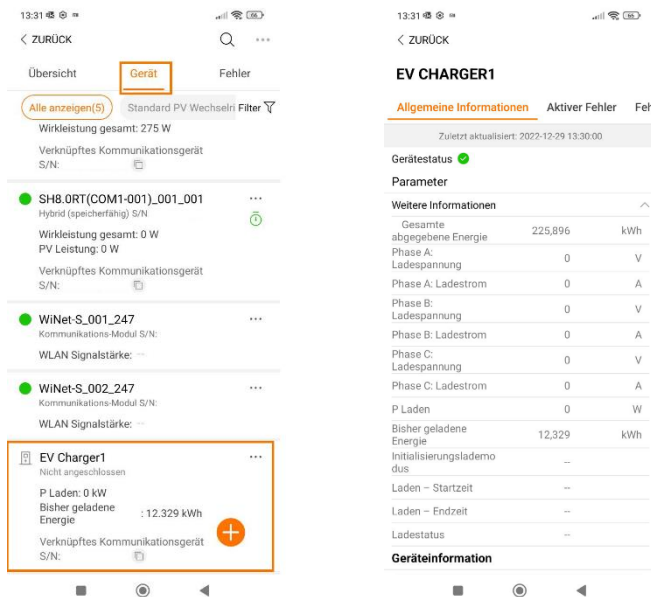 13:31
66
< ZURÜCK
Übersicht
Gerät
Fehler
Alle anzeigen(5)
Standard PV Wechselri
Filter
Wirkleistung gesamt: 275 W
Verknüpftes Kommunikationsgerät
S/N:
SH8.0RT(COM1-001)_001_001
Hybrid (speicherfähig) S/N
Wirkleistung gesamt: 0 W
PV Leistung: 0 W
Verknüpftes Kommunikationsgerät
S/N:
WiNet-S_001_247
Kommunikations-Modul S/N:
WLAN Signalstärke: --
WiNet-S_002_247
Kommunikations-Modul S/N:
WLAN Signalstärke: --
EV Charger1
Nicht angeschlossen
P Laden: 0 kW
Bisher geladene
Energie : 12.329 kWh
Verknüpftes Kommunikationsgerät
S/N:
13:31
66
< ZURÜCK
EV CHARGER1
Allgemeine Informationen
Aktiver Fehler
Feh
Zuletzt aktualisiert: 2022-12-29 13:30:00
Gerätestatus
Parameter
Weitere Informationen
Gesamte
abgegebene Energie 225,896 kWh
Phase A:
Ladespannung 0 V
Phase A: Ladestrom 0 A
Phase B:
Ladespannung 0 V
Phase B: Ladestrom 0 A
Phase C:
Ladespannung 0 V
Phase C: Ladestrom 0 A
P Laden 0 W
Bisher geladene
Energie 12,329 kWh
Initialisierungslademo
dus --
Laden – Startzeit --
Laden – Endzeit --
Ladestatus --
Geräteinformation